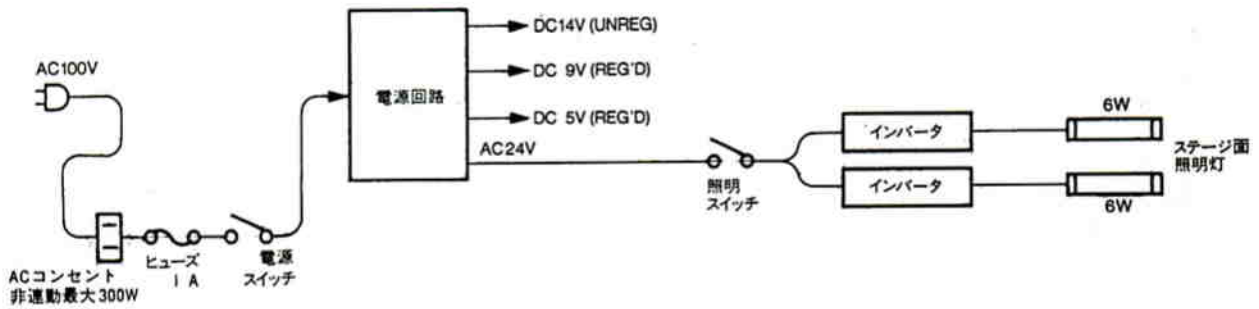 AC100V
ACコンセント
非連動最大300W
ヒューズ
1A
電源
スイッチ
電源回路
DC14V (UNREG)
DC 9V (REG'D)
DC 5V (REG'D)
AC24V
照明
スイッチ
インバータ
インバータ
6W
6W
ステージ面
照明灯